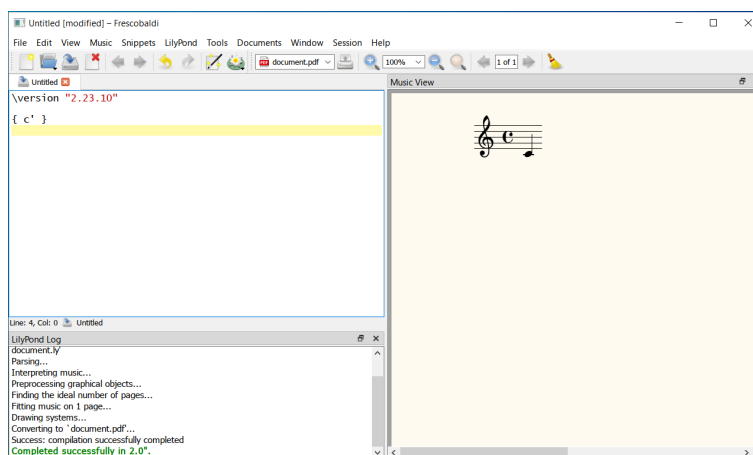 Untitled [modified] – Frescobaldi
File Edit View Music Snippets LilyPond Tools Documents Window Session Help
document.pdf 100% 1 of 1
Untitled
\version "2.23.10"
{ c' }
Line: 4, Col: 0 Untitled
LilyPond Log
document.ly'
Parsing...
Interpreting music...
Preprocessing graphical objects...
Finding the ideal number of pages...
Fitting music on 1 page...
Drawing systems...
Converting to `document.pdf'...
Success: compilation successfully completed
Completed successfully in 2.0".
Music View